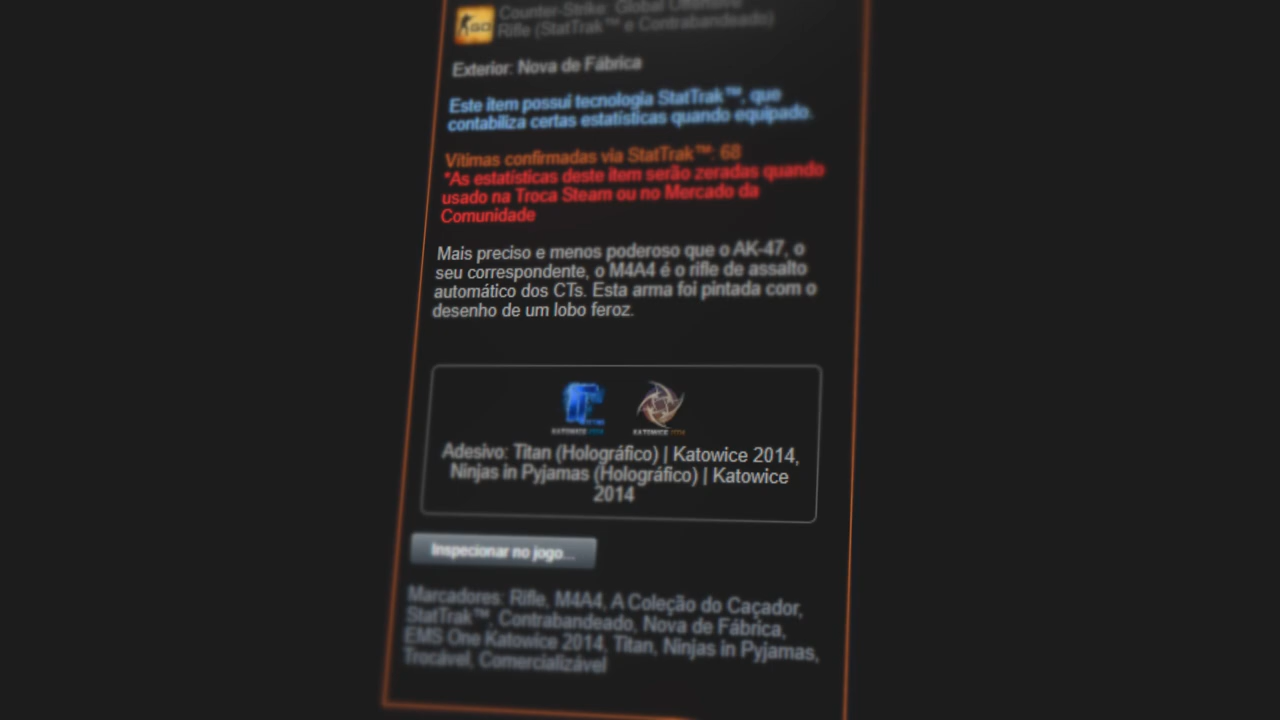 Counter-Strike: Global Offensive
Rifle (StatTrak™ e Contrabandeado)
Exterior: Nova de Fábrica
Este item possui tecnologia StatTrak™, que
contabiliza certas estatísticas quando equipado.
Vítimas confirmadas via StatTrak™: 68
*As estatísticas deste item serão zeradas quando
usado na Troca Steam ou no Mercado da
Comunidade
Mais preciso e menos poderoso que o AK-47, o
seu correspondente, o M4A4 é o rifle de assalto
automático dos CTs. Esta arma foi pintada com o
desenho de um lobo feroz.
KATOWICE 2014 KATOWICE 2014
Adesivo: Titan (Holográfico) | Katowice 2014,
Ninjas in Pyjamas (Holográfico) | Katowice
2014
Inspecionar no jogo...
Marcadores: Rifle, M4A4, A Coleção do Caçador,
StatTrak™, Contrabandeado, Nova de Fábrica,
EMS One Katowice 2014, Titan, Ninjas in Pyjamas,
Trocável, Comercializável